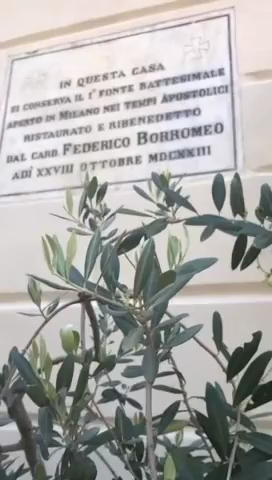 IN QUESTA CASA
SI CONSERVA IL 1° FONTE BATTESIMALE
APERTO IN MILANO NEI TEMPI APOSTOLICI
RISTAURATO E RIBENEDETTO
DAL CARD. FEDERICO BORROMEO
ADÌ XXVIII OTTOBRE MDCXXIII